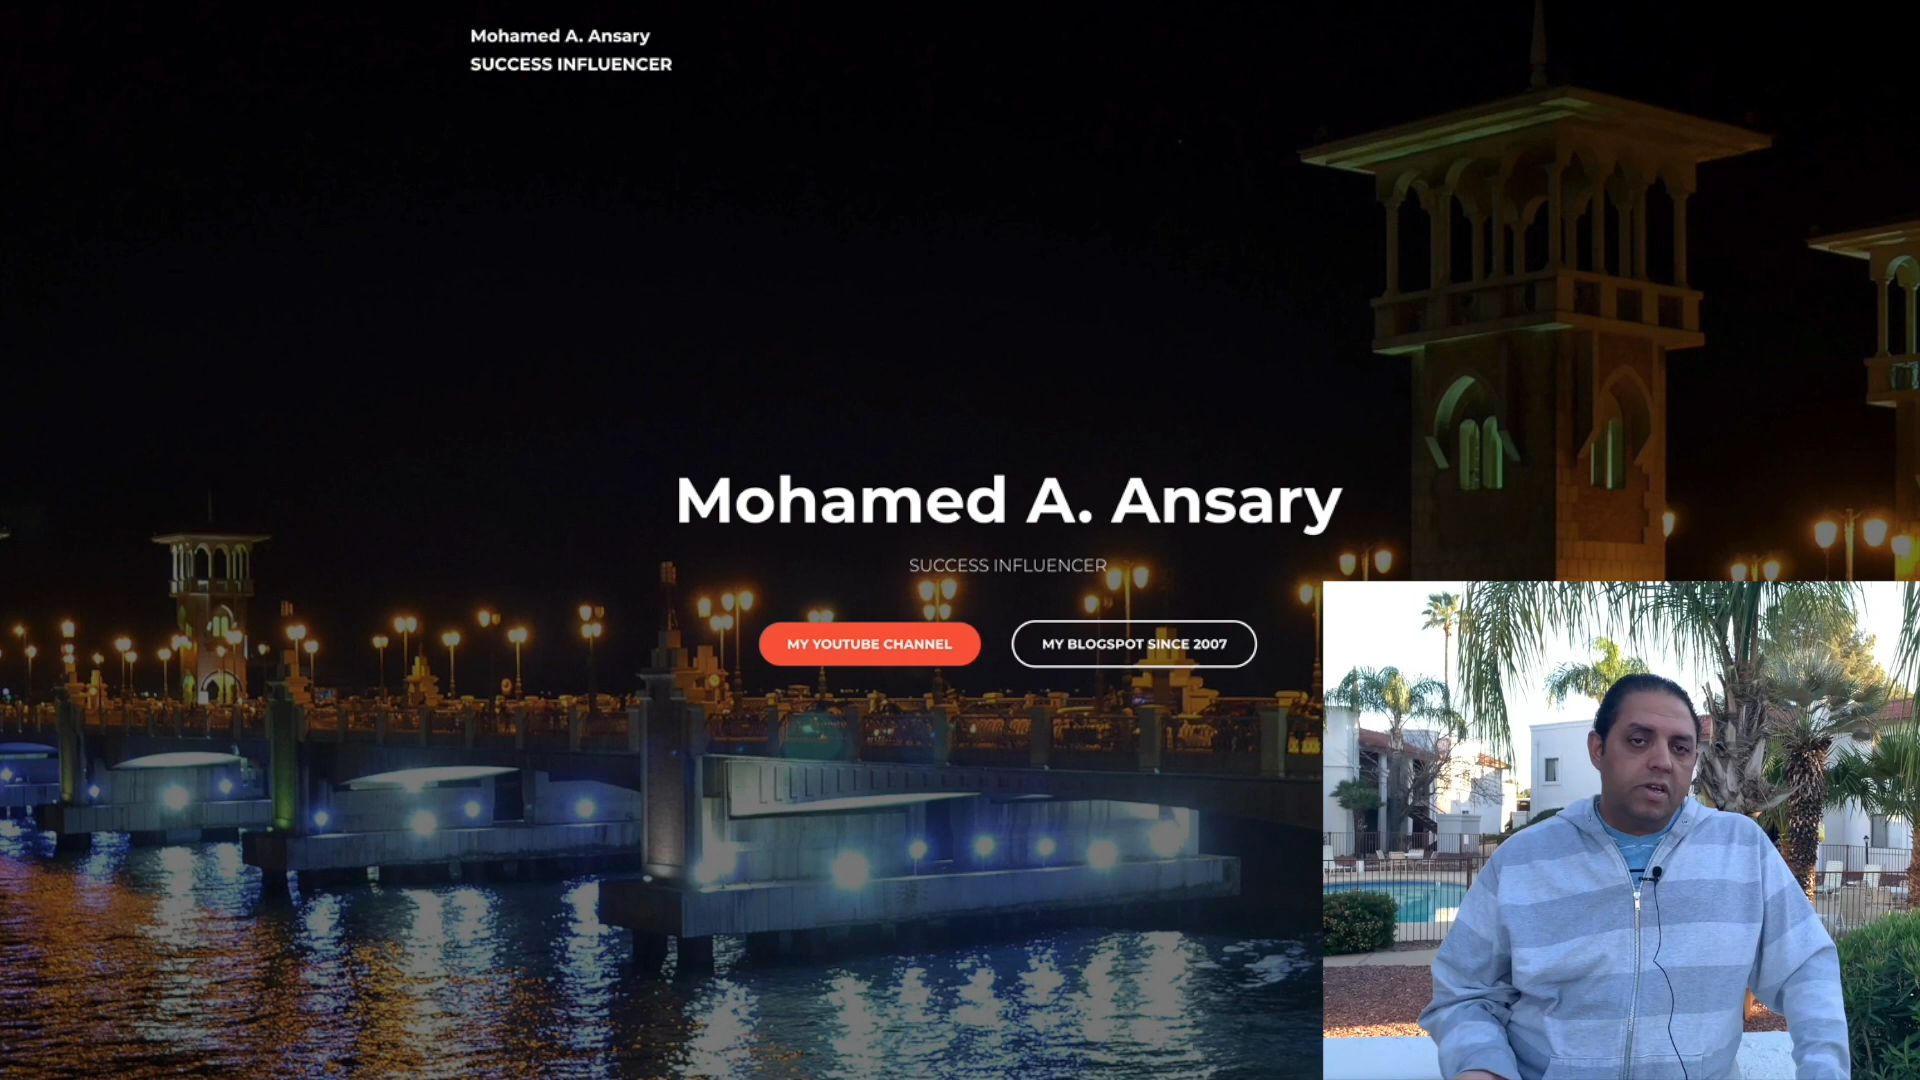 Mohamed A. Ansary
SUCCESS INFLUENCER
Mohamed A. Ansary
SUCCESS INFLUENCER
MY YOUTUBE CHANNEL
MY BLOGSPOT SINCE 2007